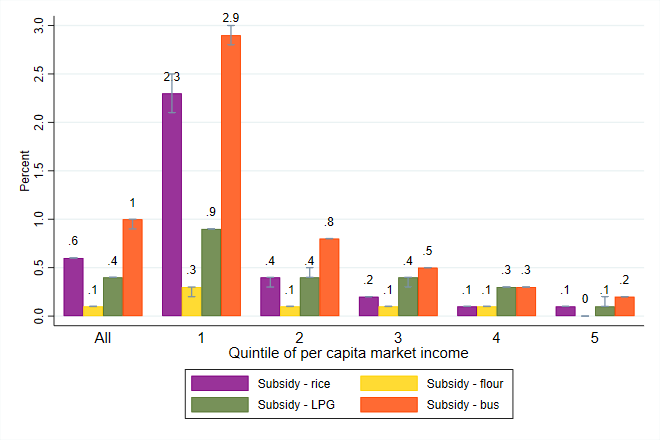 3.0
2.5
2.0
1.5
1.0
0.5
0.0
Percent
.6 .1 .4 1
2.3 .3 .9 2.9
.4 .1 .4 .8
.2 .1 .4 .5
.1 .1 .3 .3
.1 0 .1 .2
All 1 2 3 4 5
Quintile of per capita market income
Subsidy - rice Subsidy - flour
Subsidy - LPG Subsidy - bus